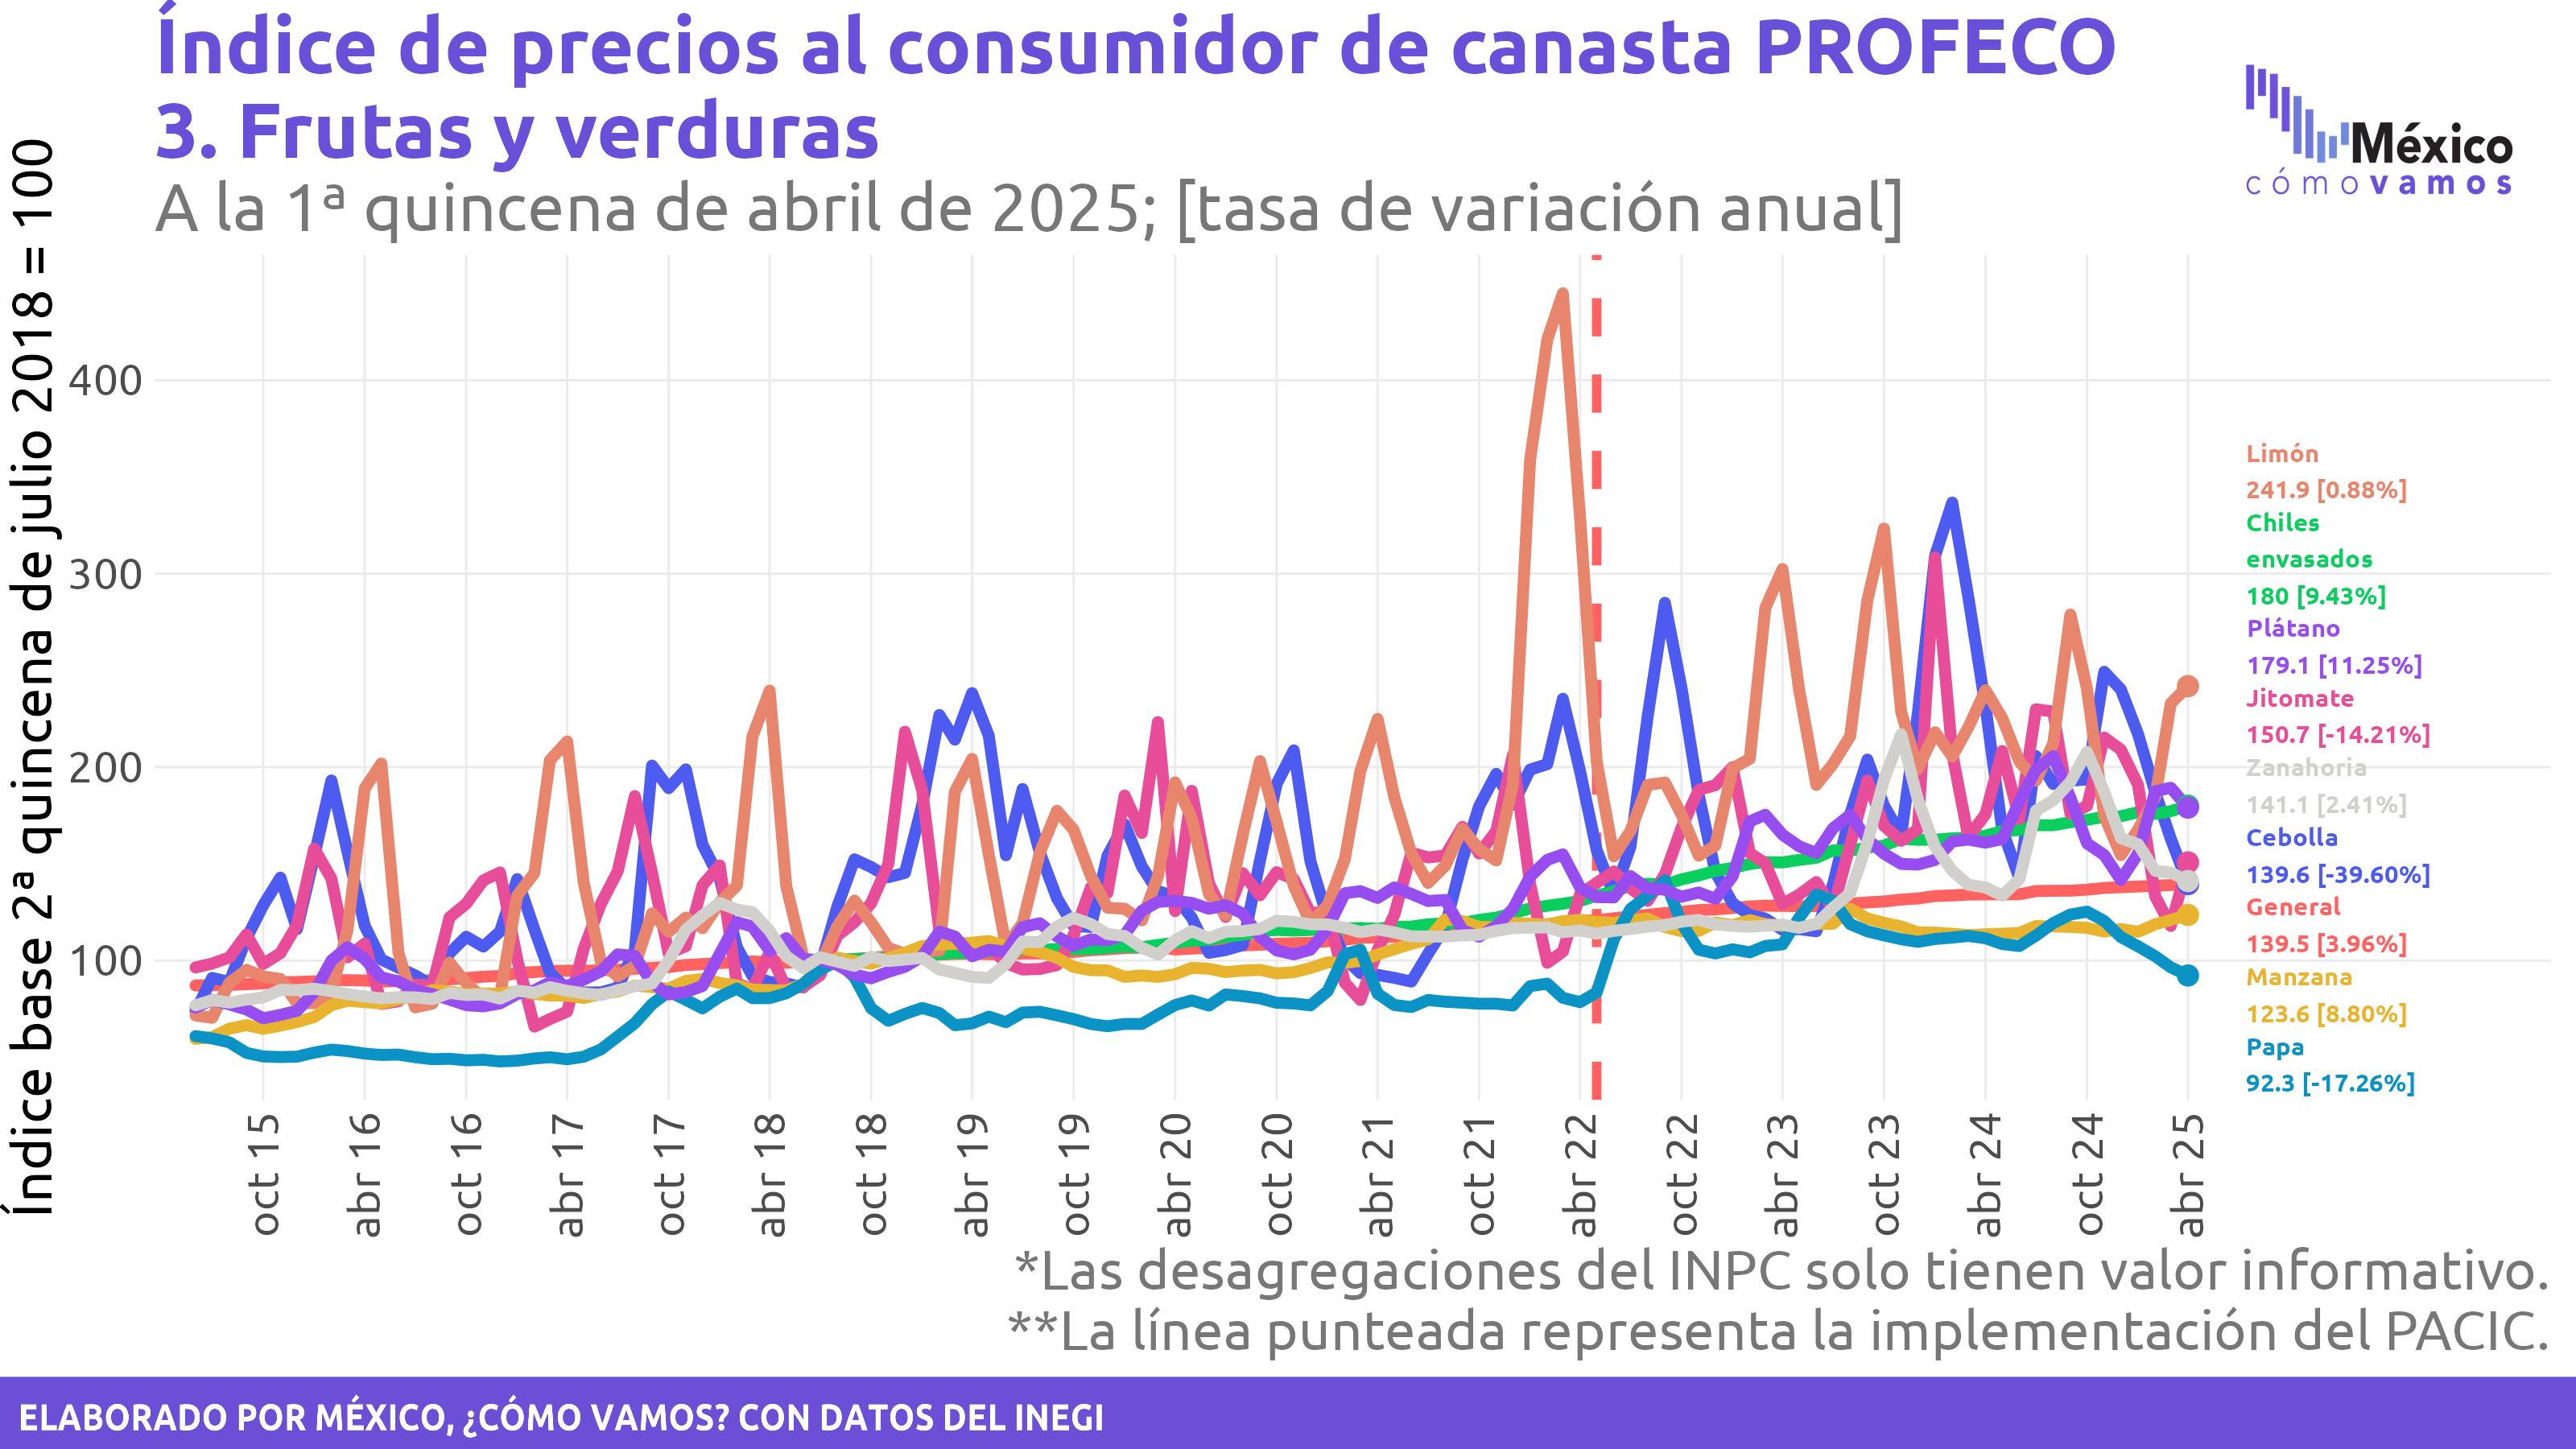 Índice de precios al consumidor de canasta PROFECO
3. Frutas y verduras
A la 1ª quincena de abril de 2025; [tasa de variación anual]
México
cómovamos
Índice base 2ª quincena de julio 2018 = 100
400
300
200
100
Limón
241.9 [0.88%]
Chiles
envasados
180 [9.43%]
Plátano
179.1 [11.25%]
Jitomate
150.7 [-14.21%]
Zanahoria
141.1 [2.41%]
Cebolla
139.6 [-39.60%]
General
139.5 [3.96%]
Manzana
123.6 [8.80%]
Papa
92.3 [-17.26%]
oct 15
abr 16
oct 16
abr 17
oct 17
abr 18
oct 18
abr 19
oct 19
abr 20
oct 20
abr 21
oct 21
abr 22
oct 22
abr 23
oct 23
abr 24
oct 24
abr 25
*Las desagregaciones del INPC solo tienen valor informativo.
**La línea punteada representa la implementación del PACIC.
ELABORADO POR MÉXICO, ¿CÓMO VAMOS? CON DATOS DEL INEGI